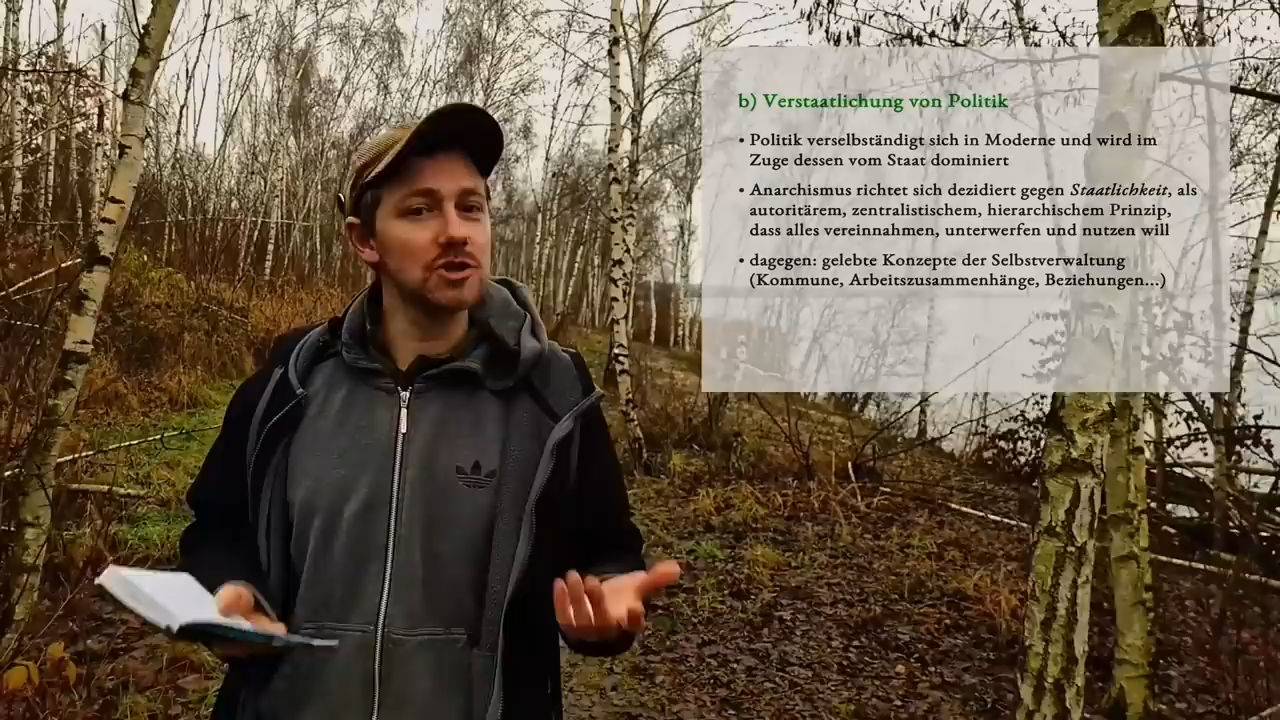 b) Verstaatlichung von Politik
• Politik verselbständigt sich in Moderne und wird im
Zuge dessen vom Staat dominiert
• Anarchismus richtet sich dezidiert gegen Staatlichkeit, als
autoritärem, zentralistischem, hierarchischem Prinzip,
dass alles vereinnahmen, unterwerfen und nutzen will
• dagegen: gelebte Konzepte der Selbstverwaltung
(Kommune, Arbeitszusammenhänge, Beziehungen...)